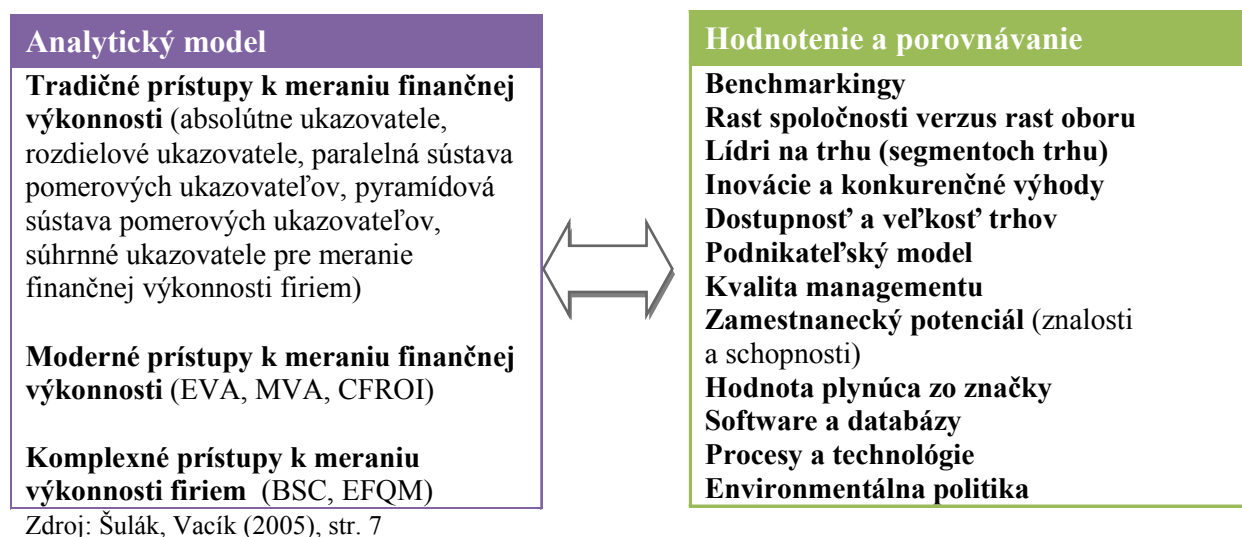 Analytický model
Tradičné prístupy k meraniu finančnej
výkonnosti (absolútne ukazovatele,
rozdielové ukazovatele, paralelná sústava
pomerových ukazovateľov, pyramídová
sústava pomerových ukazovateľov,
súhrnné ukazovatele pre meranie
finančnej výkonnosti firiem)
Moderné prístupy k meraniu finančnej
výkonnosti (EVA, MVA, CFROI)
Komplexné prístupy k meraniu
výkonnosti firiem (BSC, EFQM)
Zdroj: Šulák, Vacík (2005), str. 7
Hodnotenie a porovnávanie
Benchmarkingy
Rast spoločnosti verzus rast oboru
Lídri na trhu (segmentoch trhu)
Inovácie a konkurenčné výhody
Dostupnosť a veľkosť trhov
Podnikateľský model
Kvalita managementu
Zamestnanecký potenciál (znalosti
a schopnosti)
Hodnota plynúca zo značky
Software a databázy
Procesy a technológie
Environmentálna politika